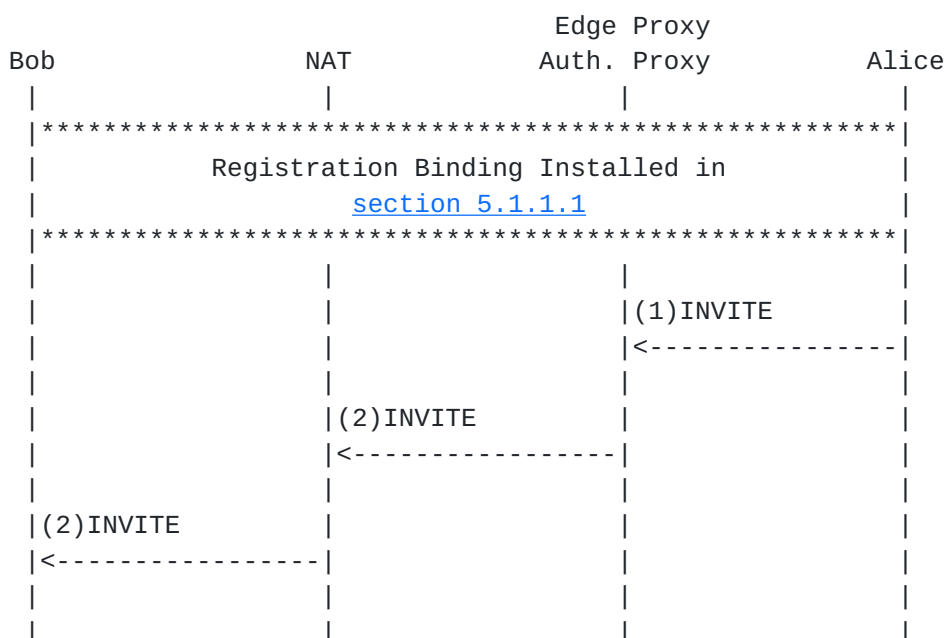 Edge Proxy
Bob                NAT            Auth. Proxy          Alice
 |                  |                  |                 |
 |*******************************************************|
 |           Registration Binding Installed in           |
 |                    section 5.1.1.1                    |
 |*******************************************************|
 |                  |                  |                 |
 |                  |                  |(1)INVITE        |
 |                  |                  |<----------------|
 |                  |                  |                 |
 |                  |(2)INVITE         |                 |
 |                  |<-----------------|                 |
 |                  |                  |                 |
 |(2)INVITE         |                  |                 |
 |<-----------------|                  |                 |
 |                  |                  |                 |
 |                  |                  |                 |